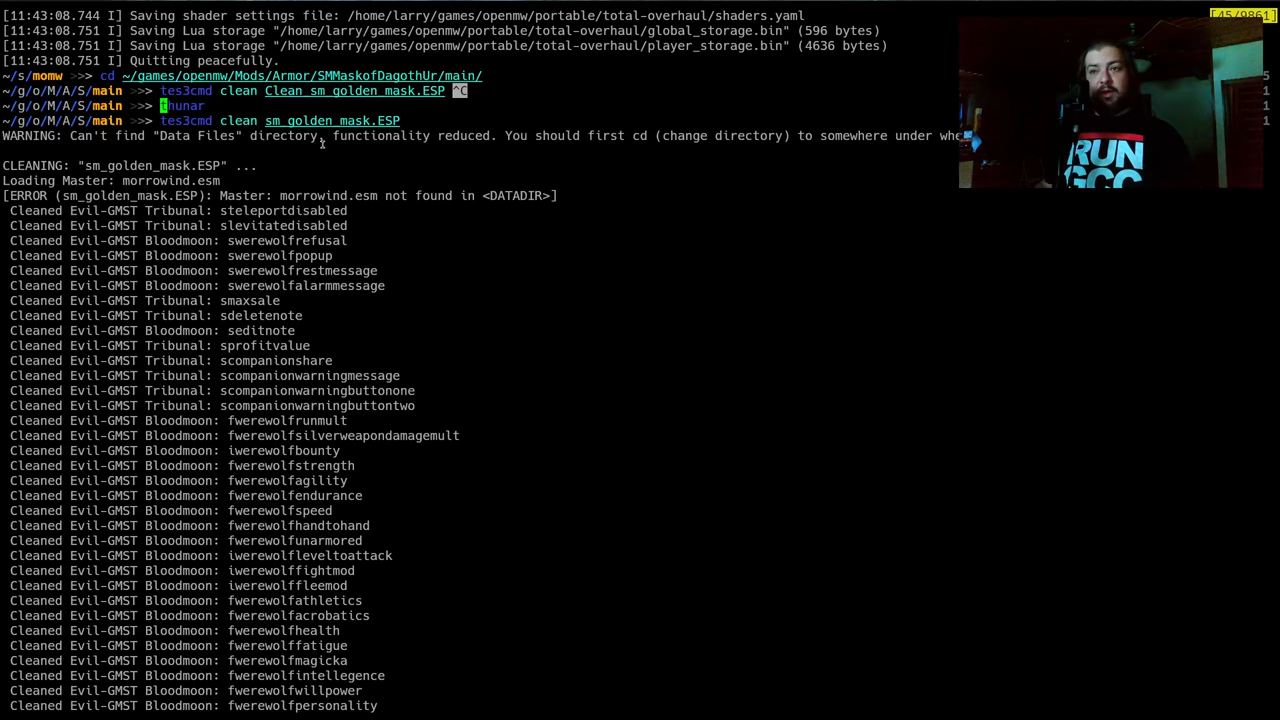 [11:43:08.744 I] Saving shader settings file: /home/larry/games/openmw/portable/total-overhaul/shaders.yaml
[45/9861]
[11:43:08.751 I] Saving Lua storage "/home/larry/games/openmw/portable/total-overhaul/global_storage.bin" (596 bytes)
[11:43:08.751 I] Saving Lua storage "/home/larry/games/openmw/portable/total-overhaul/player_storage.bin" (4636 bytes)
[11:43:08.751 I] Quitting peacefully.
~/s/momw >>> cd ~/games/openmw/Mods/Armor/SMMaskofDagothUr/main/
5
~/g/o/M/A/S/main >>> tes3cmd clean Clean_sm_golden_mask.ESP ^C
1
~/g/o/M/A/S/main >>> thunar
1
~/g/o/M/A/S/main >>> tes3cmd clean sm_golden_mask.ESP
1
WARNING: Can't find "Data Files" directory, functionality reduced. You should first cd (change directory) to somewhere under whe
RUN
GCC
CLEANING: "sm_golden_mask.ESP" ...
Loading Master: morrowind.esm
[ERROR (sm_golden_mask.ESP): Master: morrowind.esm not found in <DATADIR>]
Cleaned Evil-GMST Tribunal: steleportdisabled
Cleaned Evil-GMST Tribunal: slevitatedisabled
Cleaned Evil-GMST Bloodmoon: swerewolfrefusal
Cleaned Evil-GMST Bloodmoon: swerewolfpopup
Cleaned Evil-GMST Bloodmoon: swerewolfrestmessage
Cleaned Evil-GMST Bloodmoon: swerewolfalarmmessage
Cleaned Evil-GMST Tribunal: smaxsale
Cleaned Evil-GMST Tribunal: sdeletenote
Cleaned Evil-GMST Bloodmoon: seditnote
Cleaned Evil-GMST Tribunal: sprofitvalue
Cleaned Evil-GMST Tribunal: scompanionshare
Cleaned Evil-GMST Tribunal: scompanionwarningmessage
Cleaned Evil-GMST Tribunal: scompanionwarningbuttonone
Cleaned Evil-GMST Tribunal: scompanionwarningbuttontwo
Cleaned Evil-GMST Bloodmoon: fwerewolfrunmult
Cleaned Evil-GMST Bloodmoon: fwerewolfsilverweapondamagemult
Cleaned Evil-GMST Bloodmoon: iwerewolfbounty
Cleaned Evil-GMST Bloodmoon: fwerewolfstrength
Cleaned Evil-GMST Bloodmoon: fwerewolfagility
Cleaned Evil-GMST Bloodmoon: fwerewolfendurance
Cleaned Evil-GMST Bloodmoon: fwerewolfspeed
Cleaned Evil-GMST Bloodmoon: fwerewolfhandtohand
Cleaned Evil-GMST Bloodmoon: fwerewolfunarmored
Cleaned Evil-GMST Bloodmoon: iwerewolfleveltoattack
Cleaned Evil-GMST Bloodmoon: iwerewolffightmod
Cleaned Evil-GMST Bloodmoon: iwerewolffleemod
Cleaned Evil-GMST Bloodmoon: fwerewolfathletics
Cleaned Evil-GMST Bloodmoon: fwerewolfacrobatics
Cleaned Evil-GMST Bloodmoon: fwerewolfhealth
Cleaned Evil-GMST Bloodmoon: fwerewolffatigue
Cleaned Evil-GMST Bloodmoon: fwerewolfmagicka
Cleaned Evil-GMST Bloodmoon: fwerewolfintellegence
Cleaned Evil-GMST Bloodmoon: fwerewolfwillpower
Cleaned Evil-GMST Bloodmoon: fwerewolfpersonality